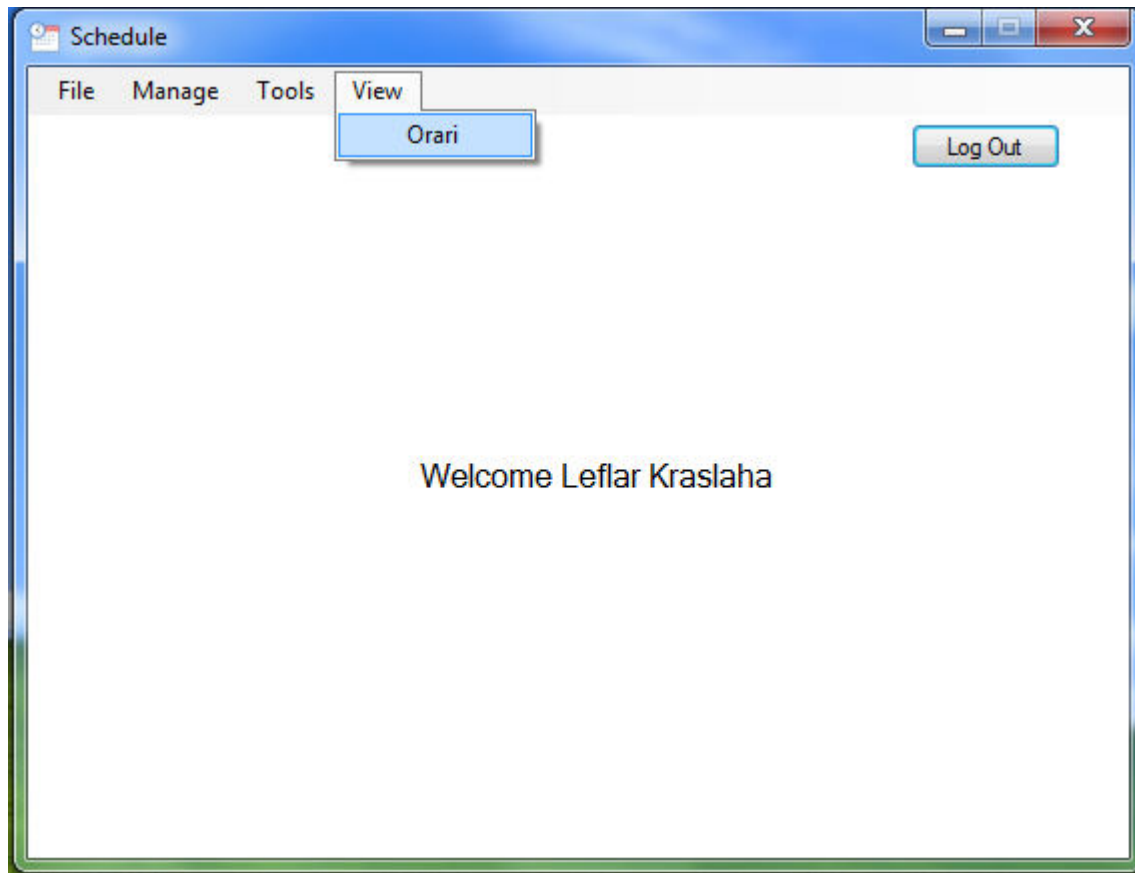 Schedule
File Manage Tools View
Orari
Log Out
Welcome Leflar Kraslaha